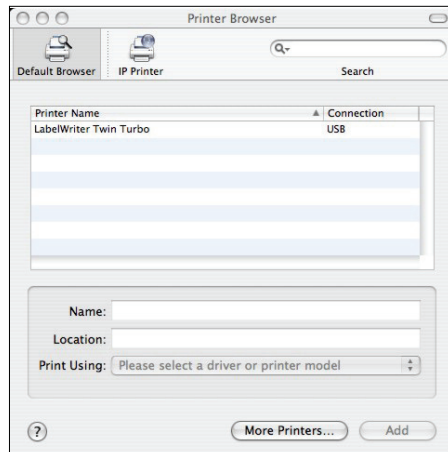 Printer Browser
Default Browser IP Printer Search
Printer Name Connection
LabelWriter Twin Turbo USB
Name:
Location:
Print Using: Please select a driver or printer model
? More Printers... Add